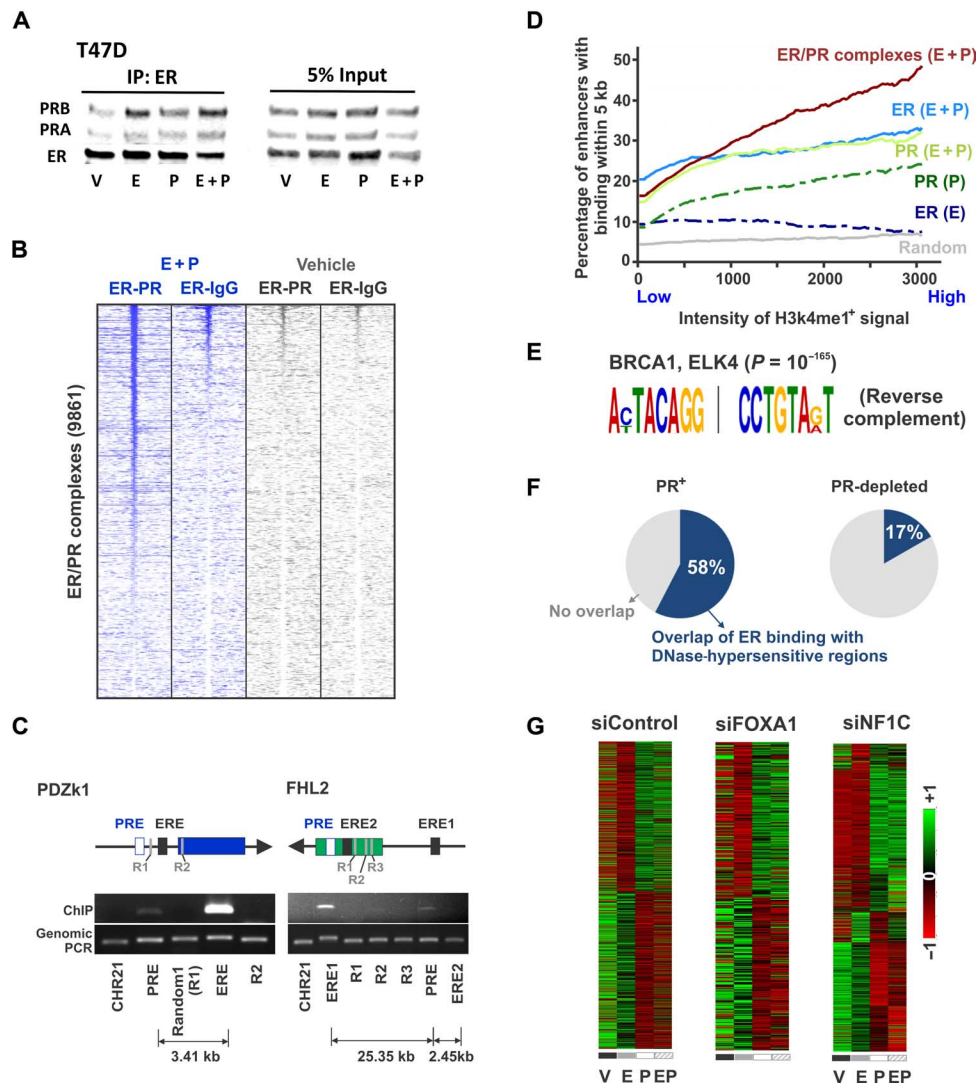 A
T47D
IP: ER
5% Input
PRB
PRA
ER
V E P E + P
V E P E + P
B
E + P
Vehicle
ER-PR ER-IgG ER-PR ER-IgG
ER/PR complexes (9861)
C
PDZk1
FHL2
PRE ERE
PRE ERE2 ERE1
R1 R2
R1 R2 R3
ChIP
Genomic PCR
CHR21
PRE
Random1 (R1)
ERE
R2
CHR21
ERE1
R1
R2
R3
PRE
ERE2
3.41 kb
25.35 kb
2.45kb
D
Percentage of enhancers with
binding within 5 kb
50
40
30
20
10
0
ER/PR complexes (E + P)
ER (E + P)
PR (E + P)
PR (P)
ER (E)
Random
0 1000 2000 3000
Low High
Intensity of H3k4me1+ signal
E
BRCA1, ELK4 (P = 10−165)
ACTACAGG CCTGTAGT
(Reverse
complement)
F
PR+
PR-depleted
58%
17%
No overlap
Overlap of ER binding with
DNase-hypersensitive regions
G
siControl siFOXA1 siNF1C
+1
0
−1
V E P EP
V E P EP